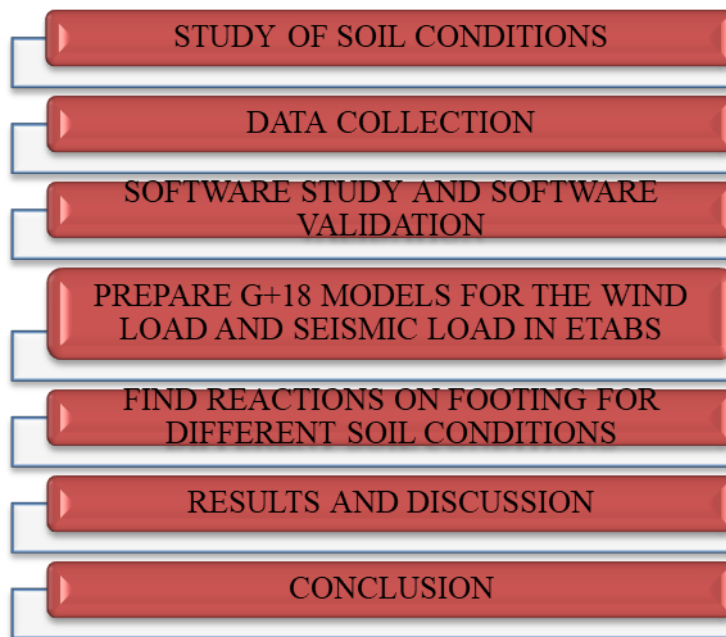 STUDY OF SOIL CONDITIONS
DATA COLLECTION
SOFTWARE STUDY AND SOFTWARE
VALIDATION
PREPARE G+18 MODELS FOR THE WIND
LOAD AND SEISMIC LOAD IN ETABS
FIND REACTIONS ON FOOTING FOR
DIFFERENT SOIL CONDITIONS
RESULTS AND DISCUSSION
CONCLUSION